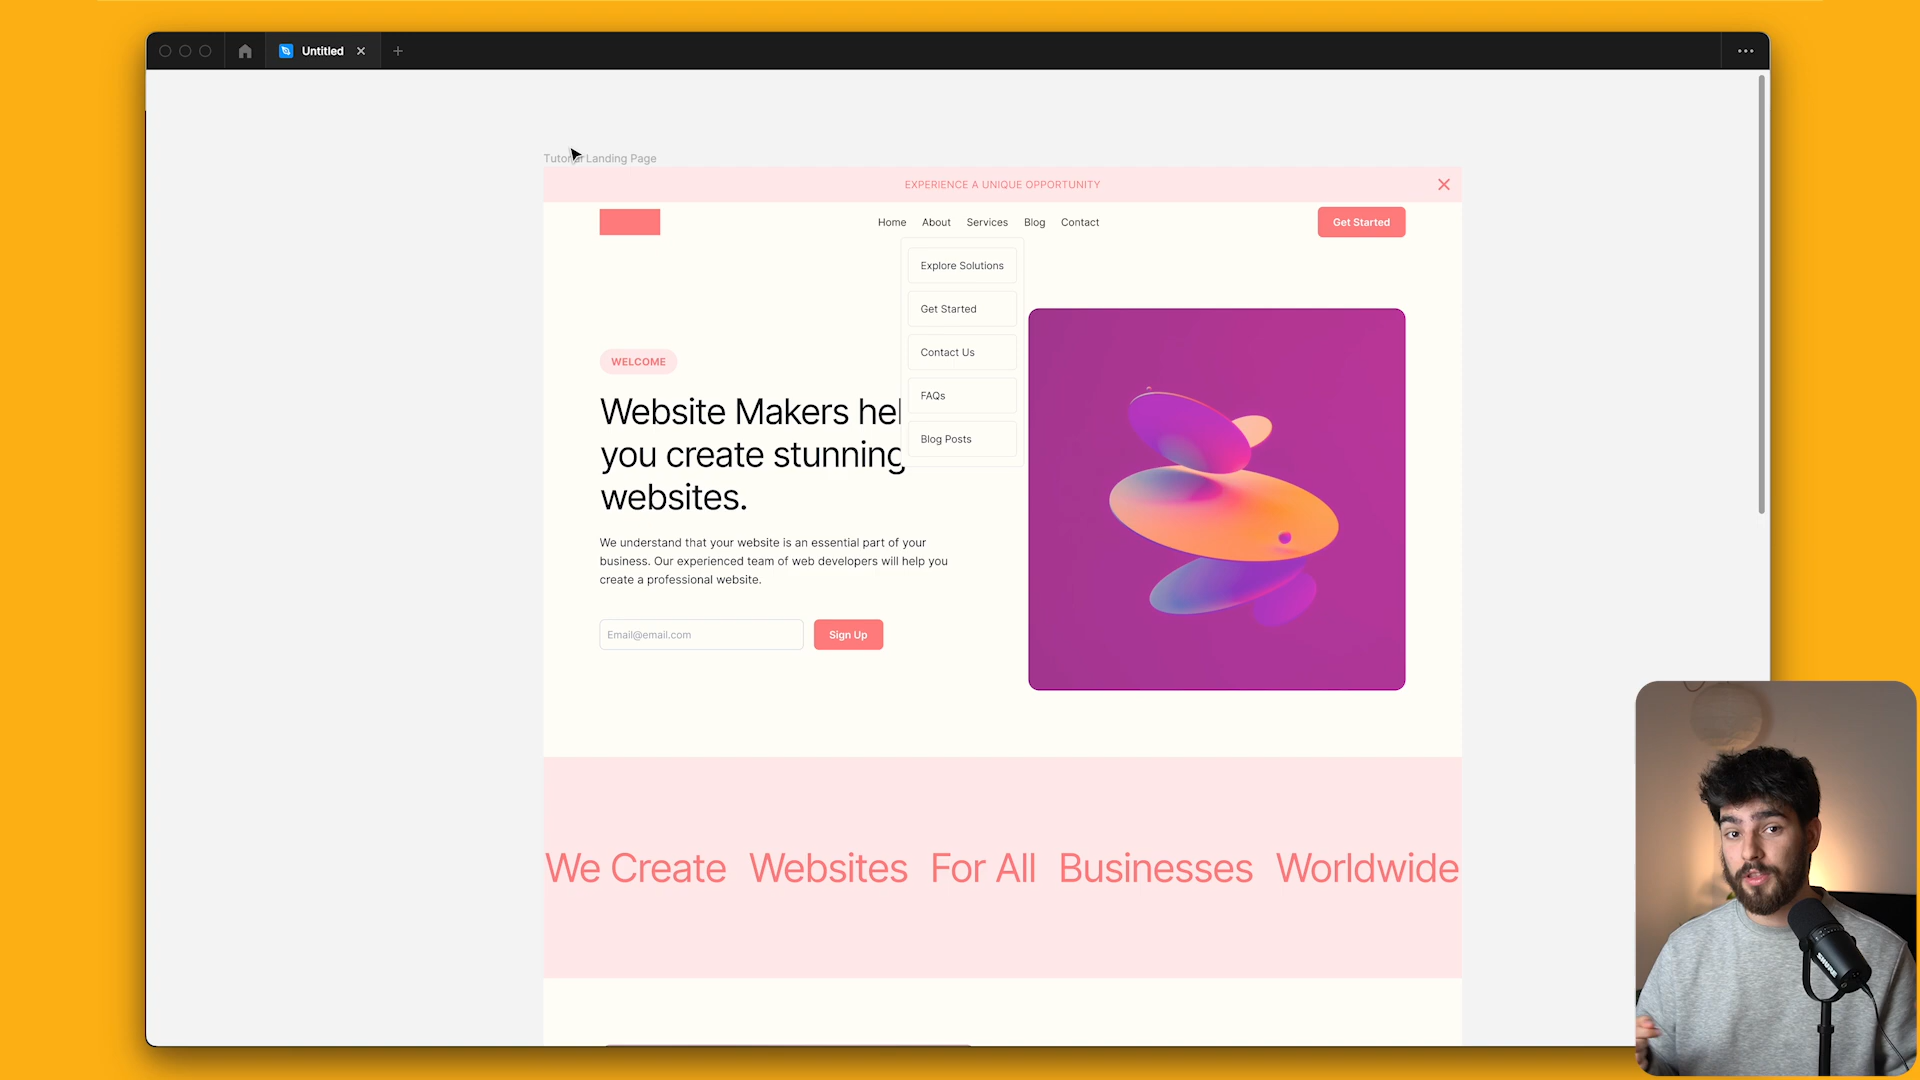 Untitled
Tutorial Landing Page
EXPERIENCE A UNIQUE OPPORTUNITY
Home About Services Blog Contact
Get Started
Explore Solutions
Get Started
Contact Us
FAQs
Blog Posts
WELCOME
Website Makers hel
you create stunning
websites.
We understand that your website is an essential part of your
business. Our experienced team of web developers will help you
create a professional website.
Email@email.com
Sign Up
We Create Websites For All Businesses Worldwide
SHURE